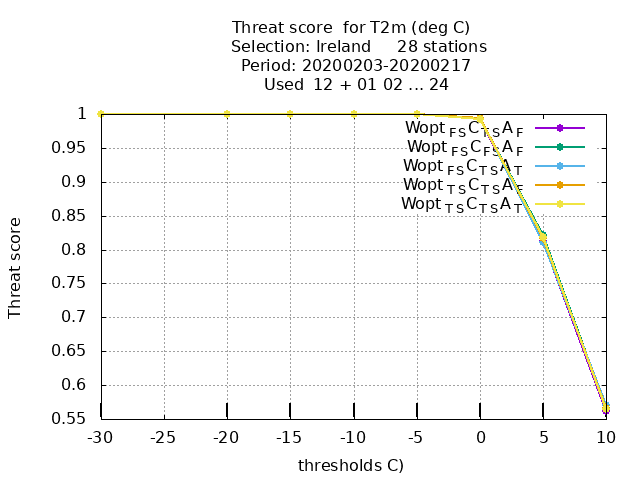 Threat score for T2m (deg C)
Selection: Ireland 28 stations
Period: 20200203-20200217
Used 12 + 01 02 ... 24
Threat score
1
0.95
0.9
0.85
0.8
0.75
0.7
0.65
0.6
0.55
Wopt FS C TS A F
Wopt FS C FS A F
Wopt FS C TS A T
Wopt TS C TS A F
Wopt TS C TS A T
-30 -25 -20 -15 -10 -5 0 5 10
thresholds C)